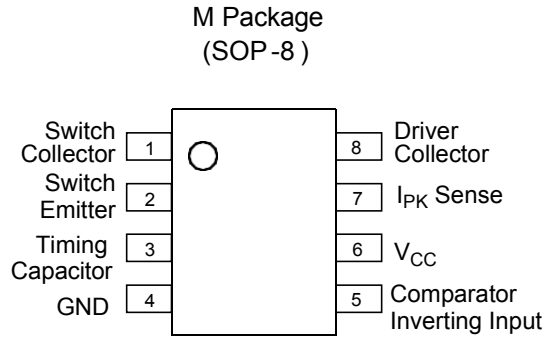 M Package
(SOP-8 )
Switch
Collector
1
8
Driver
Collector
Switch
Emitter
2
7
I_PK Sense
Timing
Capacitor
3
6
V_CC
GND
4
5
Comparator
Inverting Input